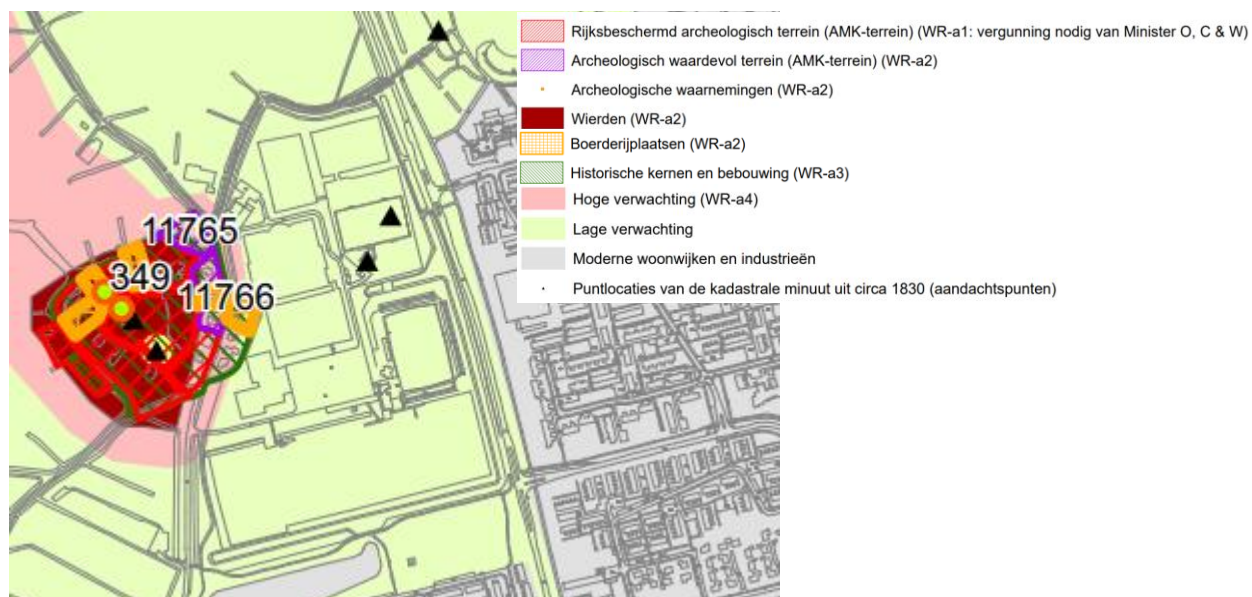 11765
349
11766
Rijksbeschermd archeologisch terrein (AMK-terrein) (WR-a1: vergunning nodig van Minister O, C & W)
Archeologisch waardevol terrein (AMK-terrein) (WR-a2)
Archeologische waarnemingen (WR-a2)
Wierden (WR-a2)
Boerderijplaatsen (WR-a2)
Historische kernen en bebouwing (WR-a3)
Hoge verwachting (WR-a4)
Lage verwachting
Moderne woonwijken en industrieën
Puntlocaties van de kadastrale minuut uit circa 1830 (aandachtspunten)